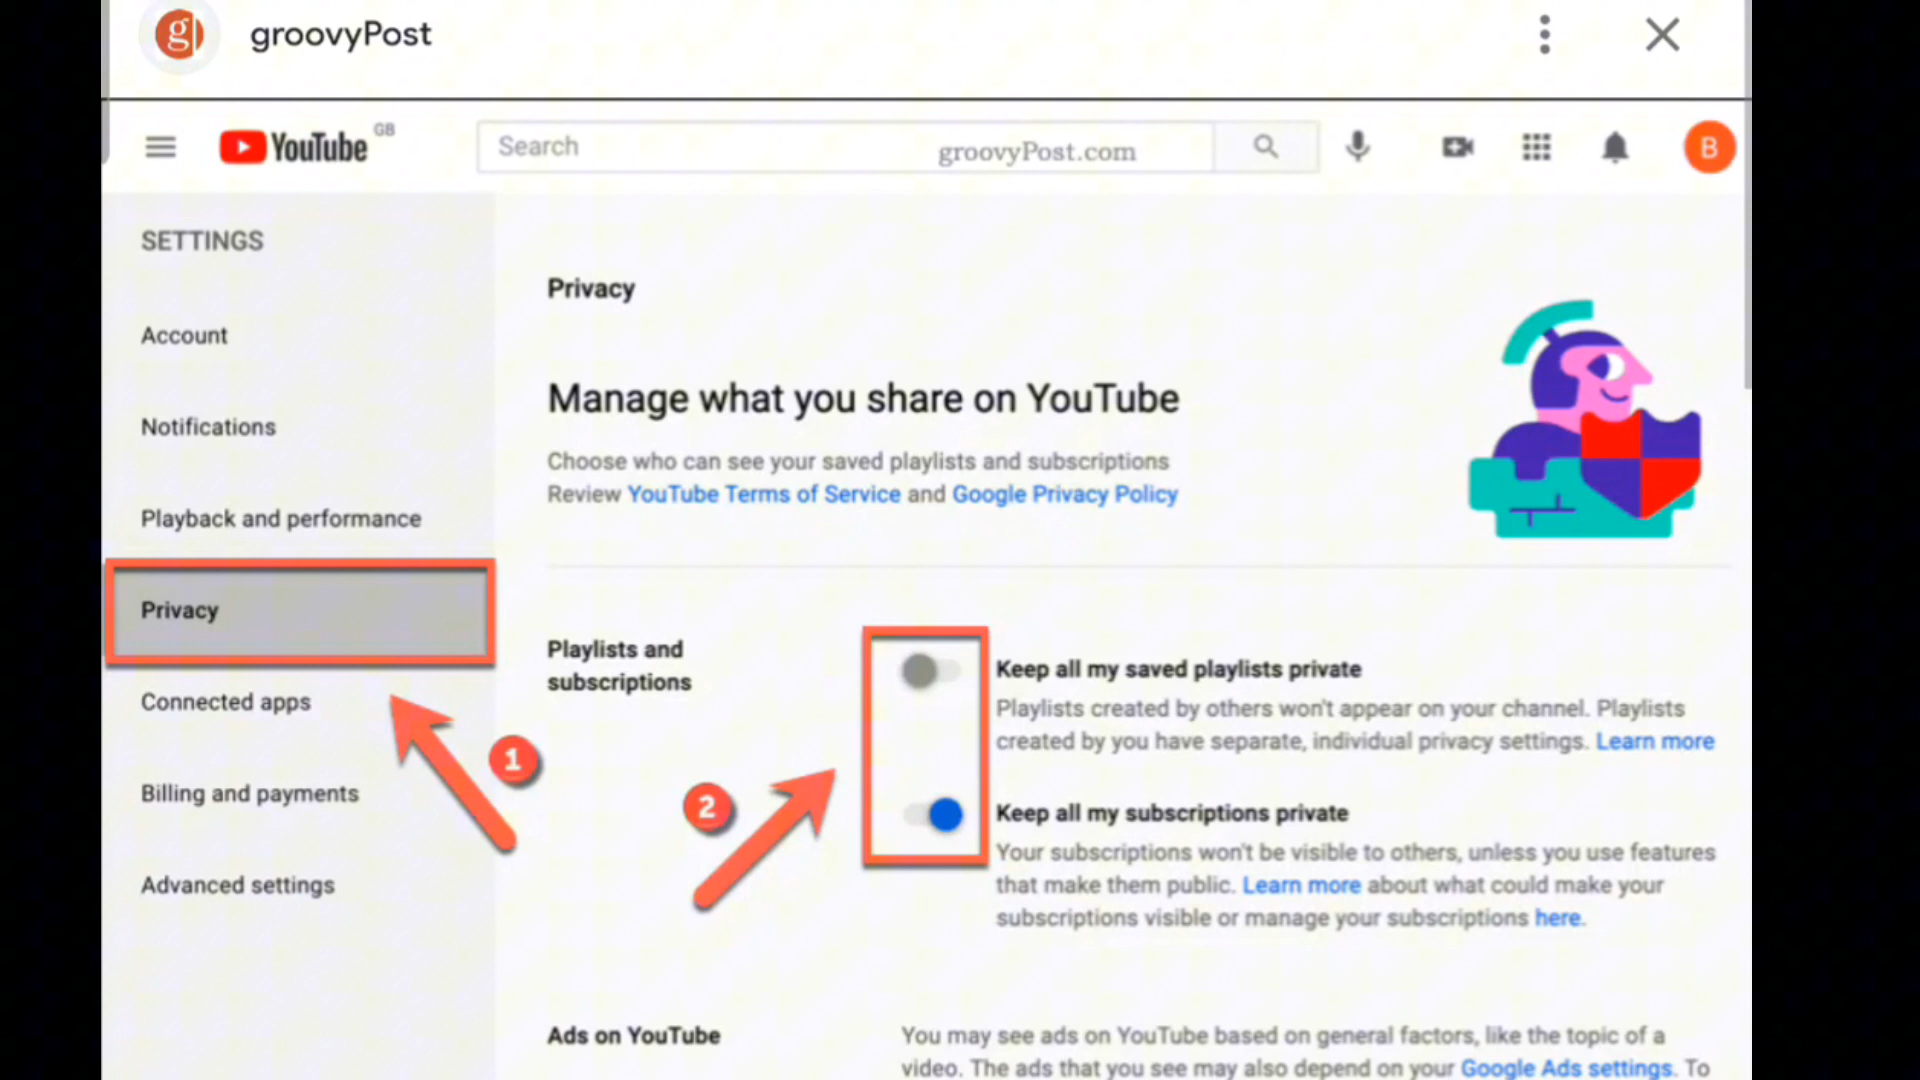 g
groovyPost
YouTube GB
Search
groovyPost.com
B
SETTINGS
Account
Notifications
Playback and performance
Privacy
Connected apps
Billing and payments
Advanced settings
1
Privacy
Manage what you share on YouTube
Choose who can see your saved playlists and subscriptions
Review YouTube Terms of Service and Google Privacy Policy
Playlists and
subscriptions
2
Keep all my saved playlists private
Playlists created by others won't appear on your channel. Playlists
created by you have separate, individual privacy settings. Learn more
Keep all my subscriptions private
Your subscriptions won't be visible to others, unless you use features
that make them public. Learn more about what could make your
subscriptions visible or manage your subscriptions here.
Ads on YouTube
You may see ads on YouTube based on general factors, like the topic of a
video. The ads that you see may also depend on your Google Ads settings. To